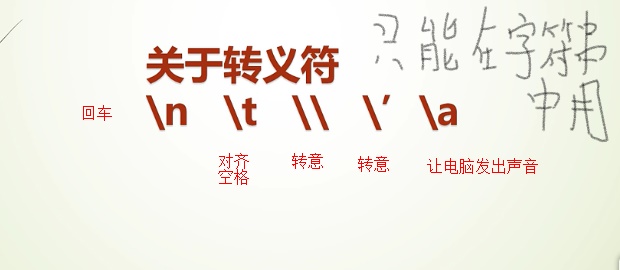 关于转义符
只能在字符串
中用
回车
\n \t \\ \’ \a
对齐
空格
转意
转意
让电脑发出声音